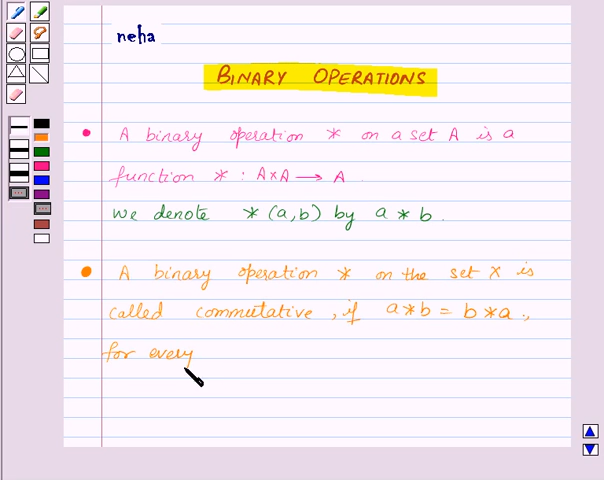 neha
BINARY OPERATIONS
• A binary operation * on a set A is a
function * : A×A → A
we denote *(a,b) by a * b.
• A binary operation * on the set X is
called commutative, if a*b = b*a,
for every